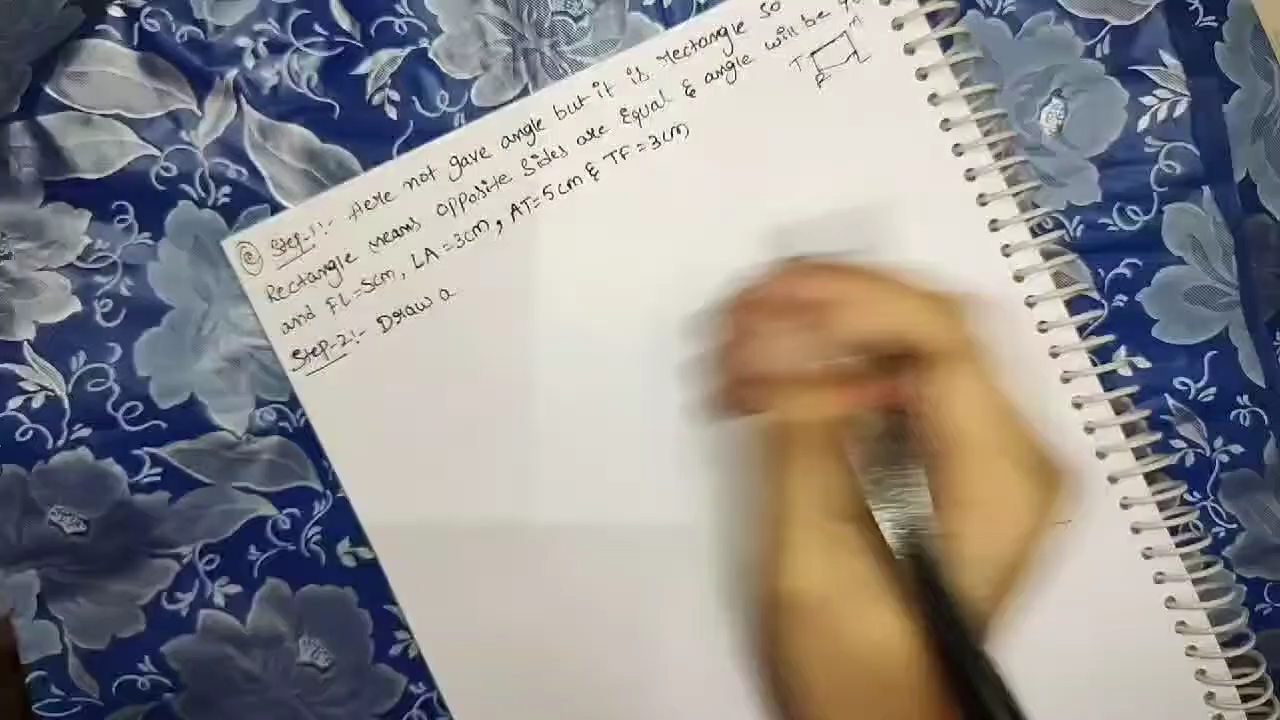 ② Step-1:- Here not gave angle but it is rectangle so
Rectangle means opposite sides are Equal & angle will be
and FL=5cm, LA=3cm, AT=5cm & TF=3cm
Step-2:- Draw a
A
T
L
F